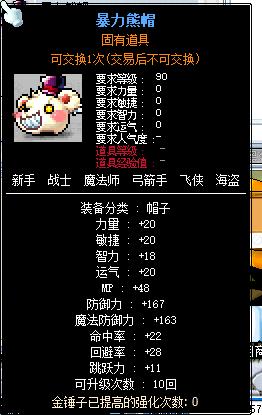 暴力熊帽
固有道具
可交换1次(交易后不可交换)
要求等级 : 90
要求力量 : 0
要求敏捷 : 0
要求智力 : 0
要求运气 : 0
要求人气度 : -
道具等级 : -
道具经验值 : -
新手 战士 魔法师 弓箭手 飞侠 海盗
装备分类 : 帽子
力量 : +20
敏捷 : +20
智力 : +18
运气 : +20
MP : +48
防御力 : +167
魔法防御力 : +163
命中率 : +22
回避率 : +28
跳跃力 : +11
可升级次数 : 10回
金锤子已提高的强化次数: 0